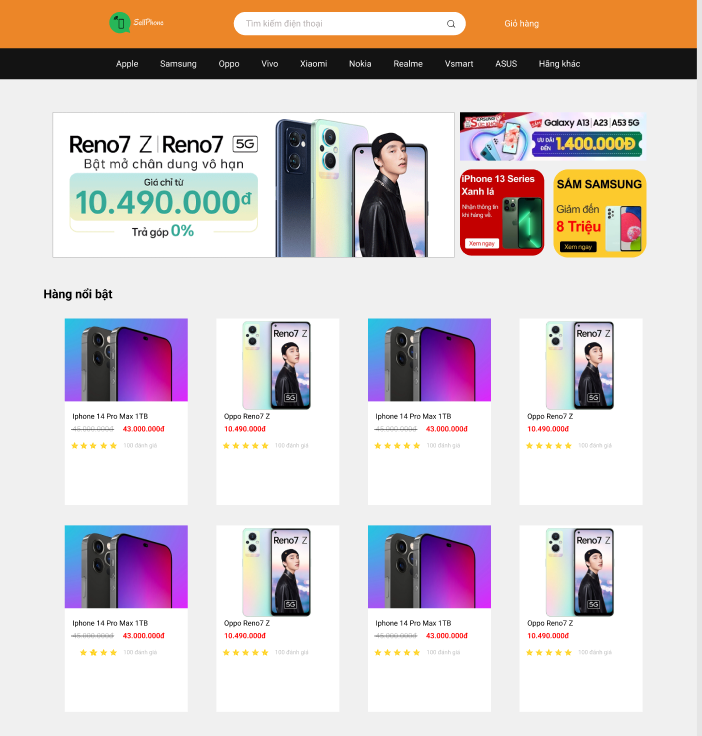 SellPhone
Tìm kiếm điện thoại
Giỏ hàng
Apple Samsung Oppo Vivo Xiaomi Nokia Realme Vsmart ASUS Hãng khác
Reno7 Z Reno7 5G
Bật mở chân dung vô hạn
Giá chỉ từ
10.490.000đ
Trả góp 0%
Galaxy A13 A23 A53 5G
ƯU ĐÃI
ĐẾN
1.400.000Đ
iPhone 13 Series
Xanh lá
Nhận thông tin
khi hàng về.
Xem ngay
SẮM SAMSUNG
Giảm đến
8 Triệu
Xem ngay
Hàng nổi bật
Iphone 14 Pro Max 1TB
45.000.000đ 43.000.000đ
100 đánh giá
Reno7 Z
5G
Oppo Reno7 Z
10.490.000đ
100 đánh giá
Iphone 14 Pro Max 1TB
45.000.000đ 43.000.000đ
100 đánh giá
Reno7 Z
5G
Oppo Reno7 Z
10.490.000đ
100 đánh giá
Iphone 14 Pro Max 1TB
45.000.000đ 43.000.000đ
100 đánh giá
Reno7 Z
5G
Oppo Reno7 Z
10.490.000đ
100 đánh giá
Iphone 14 Pro Max 1TB
45.000.000đ 43.000.000đ
100 đánh giá
Reno7 Z
5G
Oppo Reno7 Z
10.490.000đ
100 đánh giá